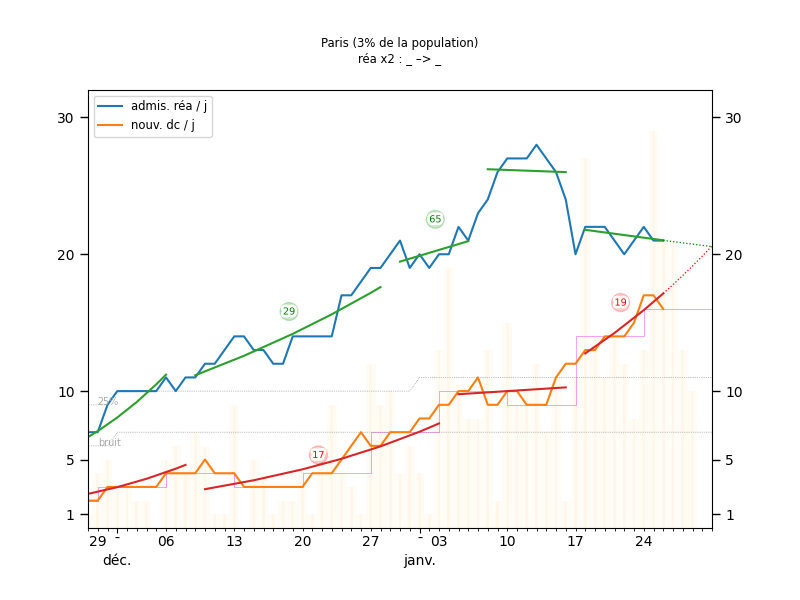 Paris (3% de la population)
réa x2 : _ –> _
admis. réa / j
nouv. dc / j
30
30
20
20
10
10
5
5
1
1
65
29
19
17
25%
bruit
29 - 06 13 20 27 - 03 10 17 24
déc. janv.